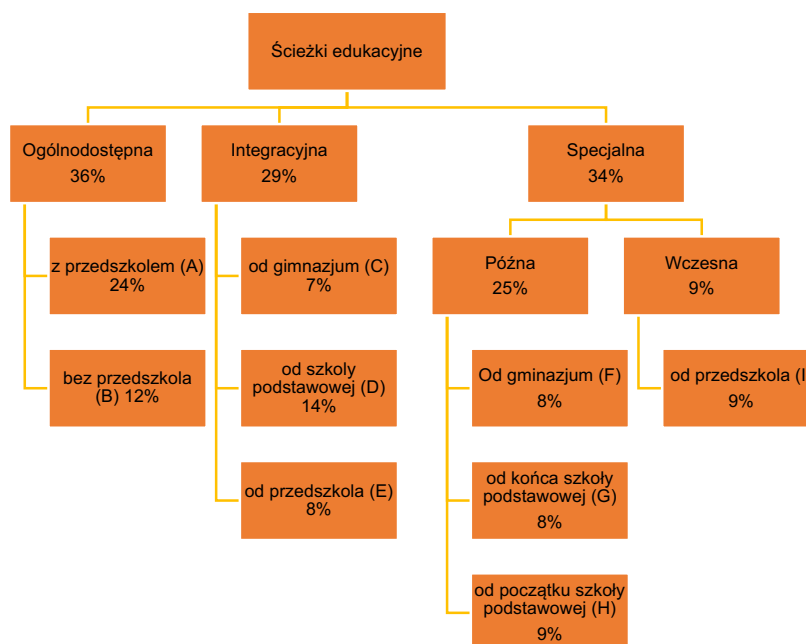 Ścieżki edukacyjne
Ogólnodostępna
36%
Integracyjna
29%
Specjalna
34%
z przedszkolem (A)
24%
od gimnazjum (C)
7%
Późna
25%
Wczesna
9%
bez przedszkola
(B) 12%
od szkoly
podstawowej (D)
14%
Od gminazjum (F)
8%
od przedszkola (I
9%
od przedszkola (E)
8%
od końca szkoły
podstawowej (G)
8%
od początku szkoły
podstawowej (H)
9%